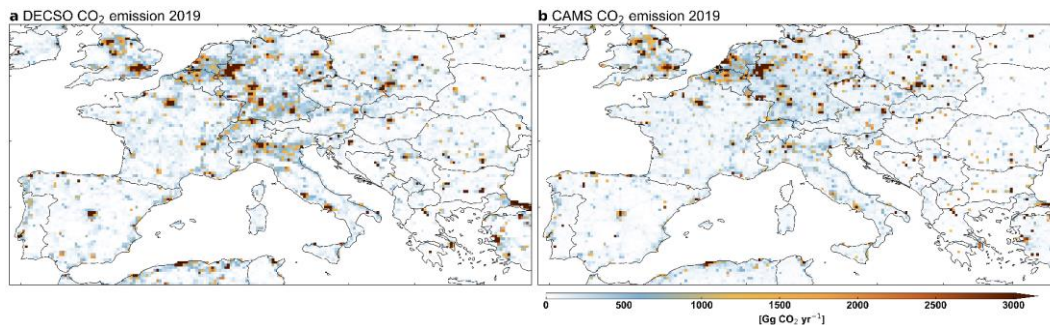 a DECSO CO₂ emission 2019
b CAMS CO₂ emission 2019
0 500 1000 1500 2000 2500 3000
[Gg CO₂ yr⁻¹]